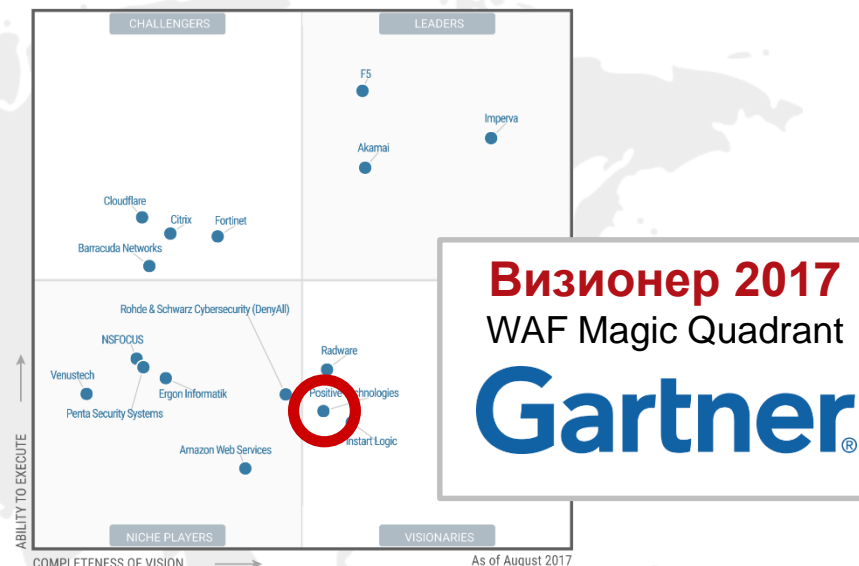 CHALLENGERS
LEADERS
F5
Imperva
Akamai
Cloudflare
Citrix
Fortinet
Barracuda Networks
Rohde & Schwarz Cybersecurity (DenyAll)
NSFOCUS
Radware
Venustech
Ergon Informatik
Positive Technologies
Penta Security Systems
Instart Logic
Amazon Web Services
NICHE PLAYERS
VISIONARIES
ABILITY TO EXECUTE
COMPLETENESS OF VISION
As of August 2017
Визионер 2017
WAF Magic Quadrant
Gartner®